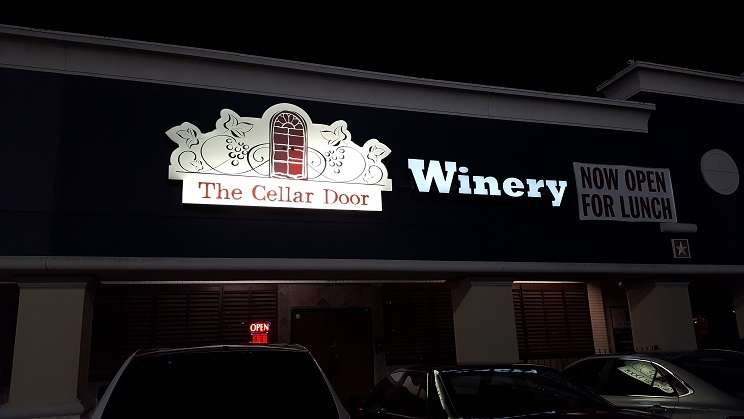 The Cellar Door
Winery
NOW OPEN
FOR LUNCH
OPEN